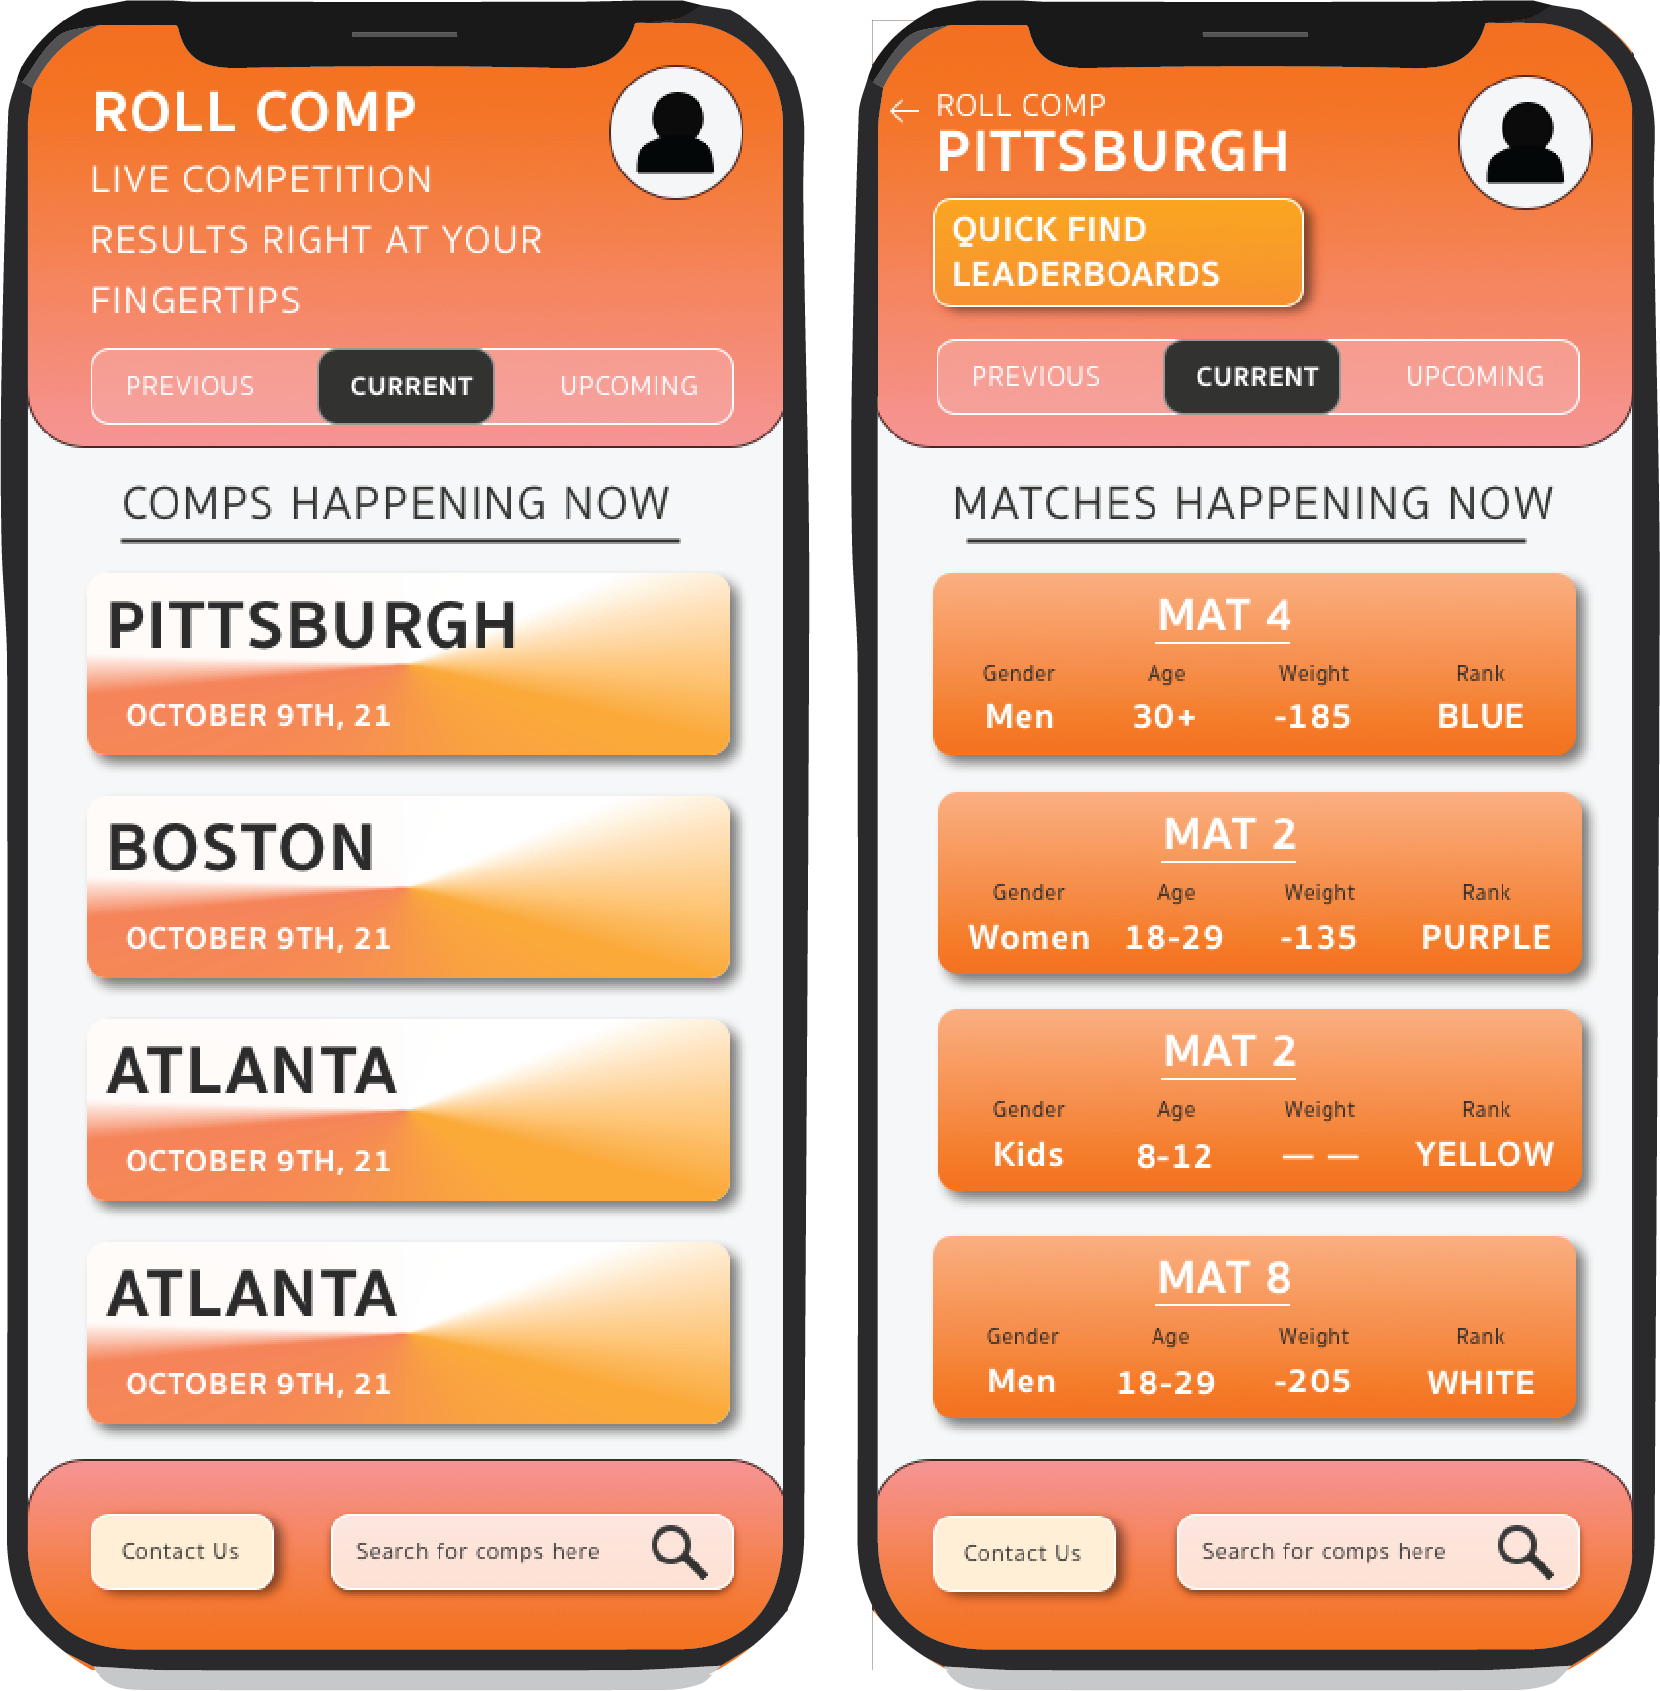 ROLL COMP
LIVE COMPETITION
RESULTS RIGHT AT YOUR
FINGERTIPS
PREVIOUS CURRENT UPCOMING
COMPS HAPPENING NOW
PITTSBURGH
OCTOBER 9TH, 21
BOSTON
OCTOBER 9TH, 21
ATLANTA
OCTOBER 9TH, 21
ATLANTA
OCTOBER 9TH, 21
Contact Us Search for comps here
ROLL COMP
PITTSBURGH
QUICK FIND
LEADERBOARDS
PREVIOUS CURRENT UPCOMING
MATCHES HAPPENING NOW
MAT 4
Gender Age Weight Rank
Men 30+ -185 BLUE
MAT 2
Gender Age Weight Rank
Women 18-29 -135 PURPLE
MAT 2
Gender Age Weight Rank
Kids 8-12 — — YELLOW
MAT 8
Gender Age Weight Rank
Men 18-29 -205 WHITE
Contact Us Search for comps here